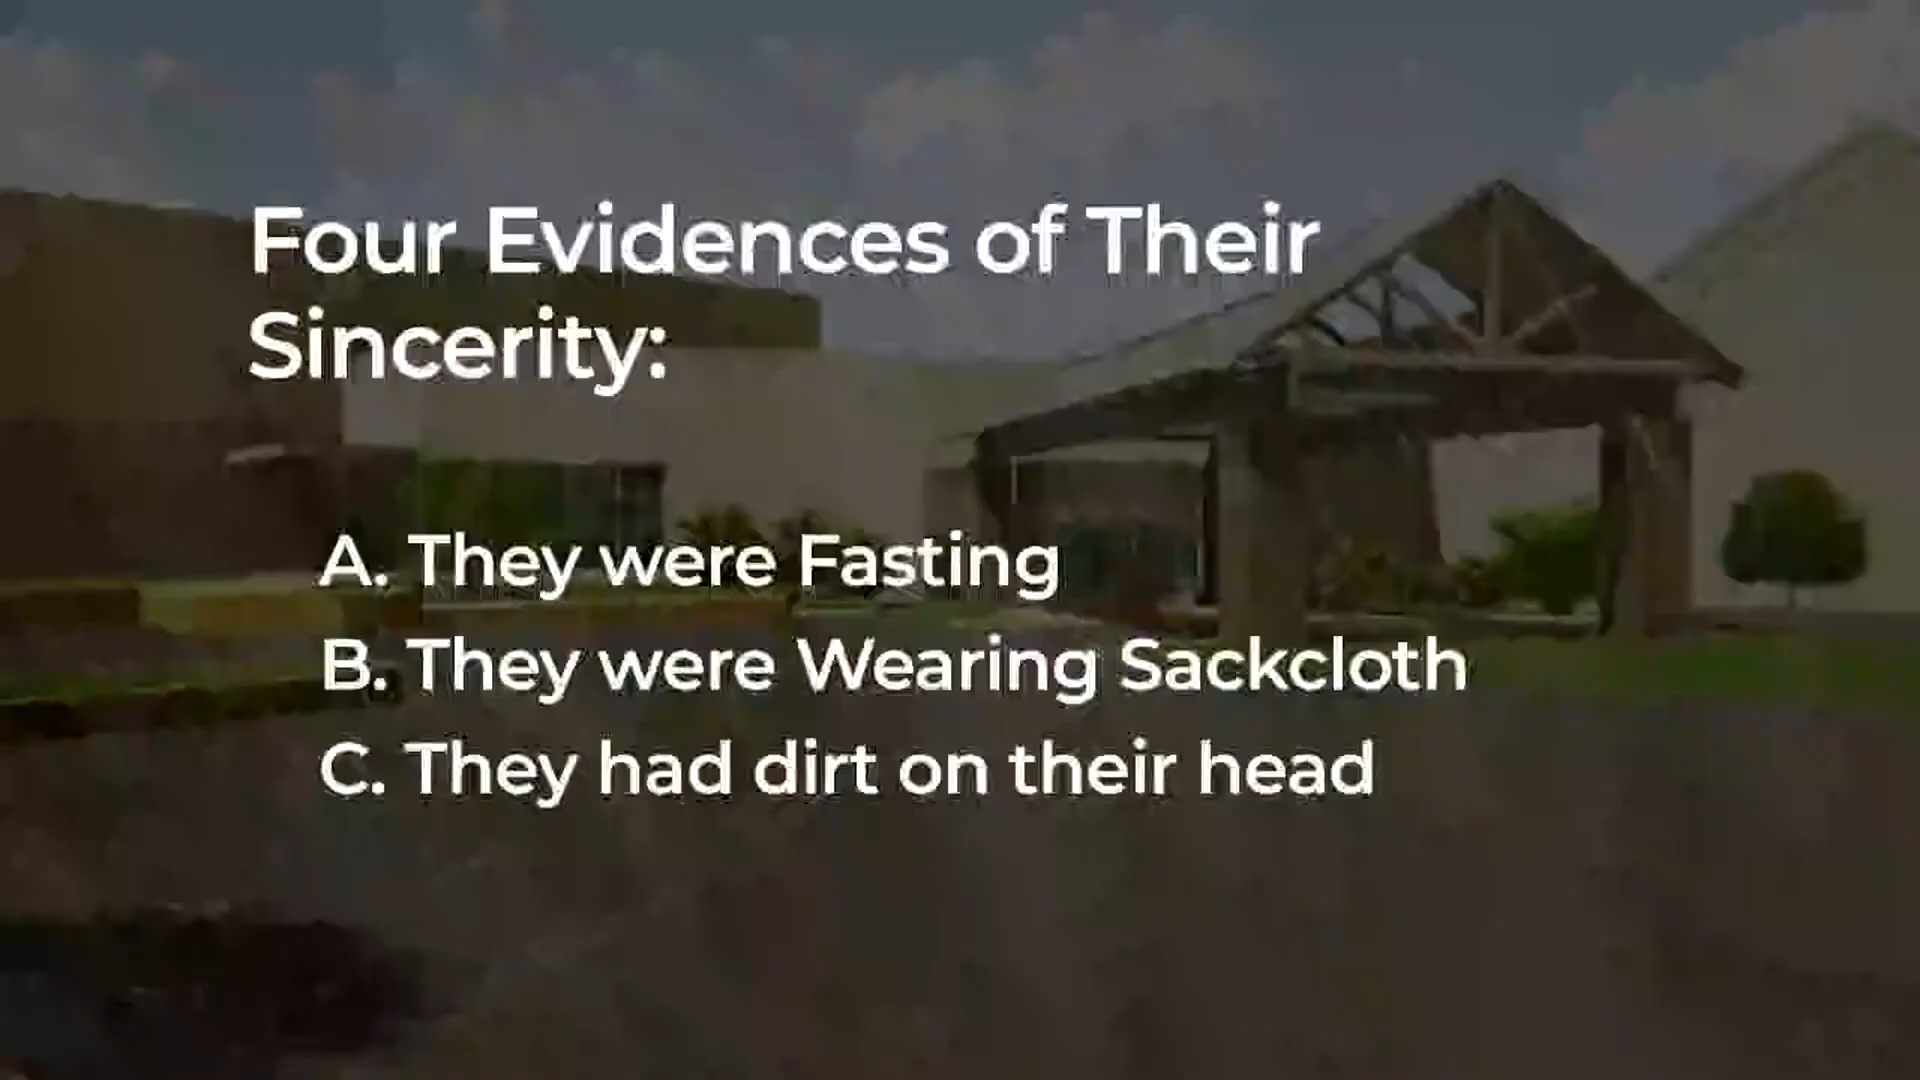 Four Evidences of Their
Sincerity:
A. They were Fasting
B. They were Wearing Sackcloth
C. They had dirt on their head